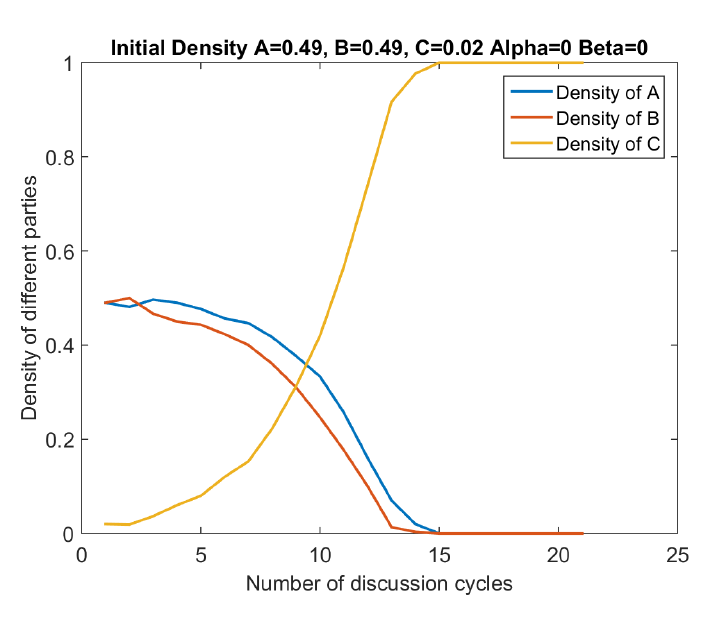 Initial Density A=0.49, B=0.49, C=0.02 Alpha=0 Beta=0
Density of A
Density of B
Density of C
Density of different parties
1
0.8
0.6
0.4
0.2
0
0 5 10 15 20 25
Number of discussion cycles